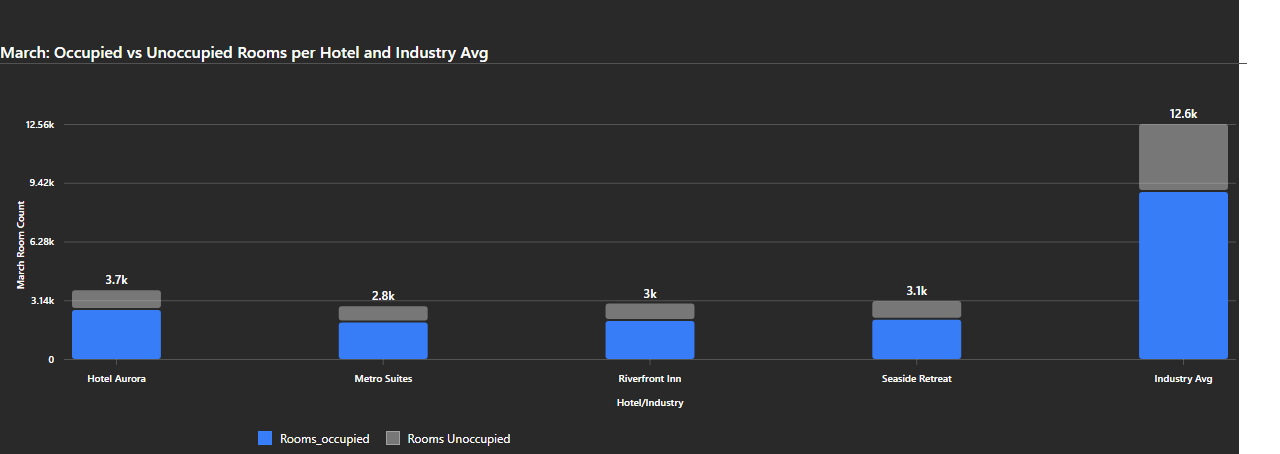 March: Occupied vs Unoccupied Rooms per Hotel and Industry Avg
12.6k
12.56k
9.42k
6.28k
3.7k
2.8k
3k
3.1k
3.14k
0
March Room Count
Hotel Aurora
Metro Suites
Riverfront Inn
Seaside Retreat
Industry Avg
Hotel/Industry
Rooms_occupied
Rooms Unoccupied